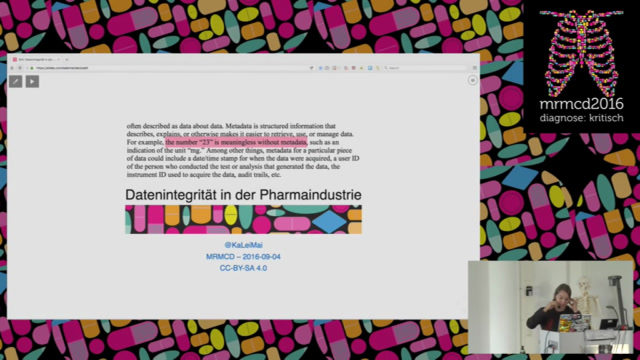 mrmcd2016
diagnose: kritisch
often described as data about data. Metadata is structured information that
describes, explains, or otherwise makes it easier to retrieve, use, or manage data.
For example, the number “23” is meaningless without metadata, such as an
indication of the unit “mg.” Among other things, metadata for a particular piece
of data could include a date/time stamp for when the data were acquired, a user ID
of the person who conducted the test or analysis that generated the data, the
instrument ID used to acquire the data, audit trails, etc.
Datenintegrität in der Pharmaindustrie
@KaLeiMai
MRMCD – 2016-09-04
CC-BY-SA 4.0